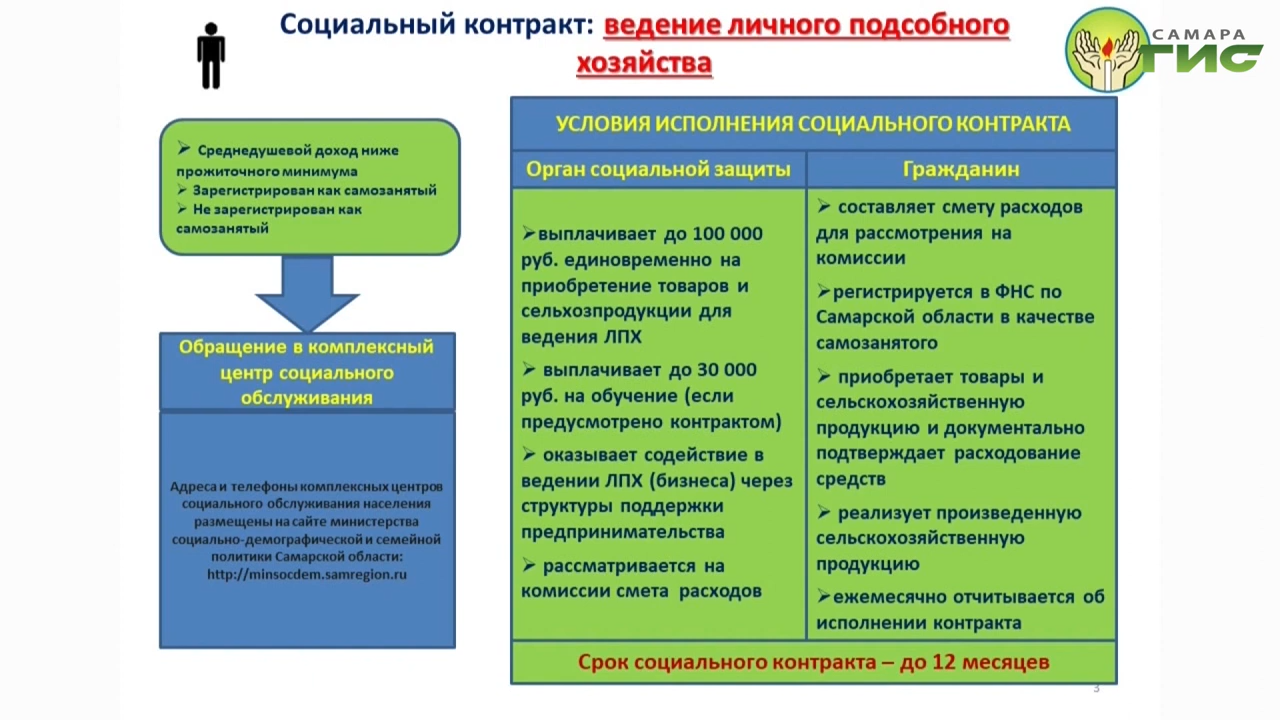 Социальный контракт: ведение личного подсобного
хозяйства
САМАРА
ГИС
➢ Среднедушевой доход ниже
прожиточного минимума
➢ Зарегистрирован как самозанятый
➢ Не зарегистрирован как
самозанятый
Обращение в комплексный
центр социального
обслуживания
Адреса и телефоны комплексных центров
социального обслуживания населения
размещены на сайте министерства
социально-демографической и семейной
политики Самарской области:
http://minsocdem.samregion.ru
УСЛОВИЯ ИСПОЛНЕНИЯ СОЦИАЛЬНОГО КОНТРАКТА
Орган социальной защиты
➢выплачивает до 100 000
руб. единовременно на
приобретение товаров и
сельхозпродукции для
ведения ЛПХ
➢ выплачивает до 30 000
руб. на обучение (если
предусмотрено контрактом)
➢ оказывает содействие в
ведении ЛПХ (бизнеса) через
структуры поддержки
предпринимательства
➢ рассматривается на
комиссии смета расходов
Гражданин
➢ составляет смету расходов
для рассмотрения на
комиссии
➢регистрируется в ФНС по
Самарской области в качестве
самозанятого
➢ приобретает товары и
сельскохозяйственную
продукцию и документально
подтверждает расходование
средств
➢ реализует произведенную
сельскохозяйственную
продукцию
➢ежемесячно отчитывается об
исполнении контракта
Срок социального контракта – до 12 месяцев
3